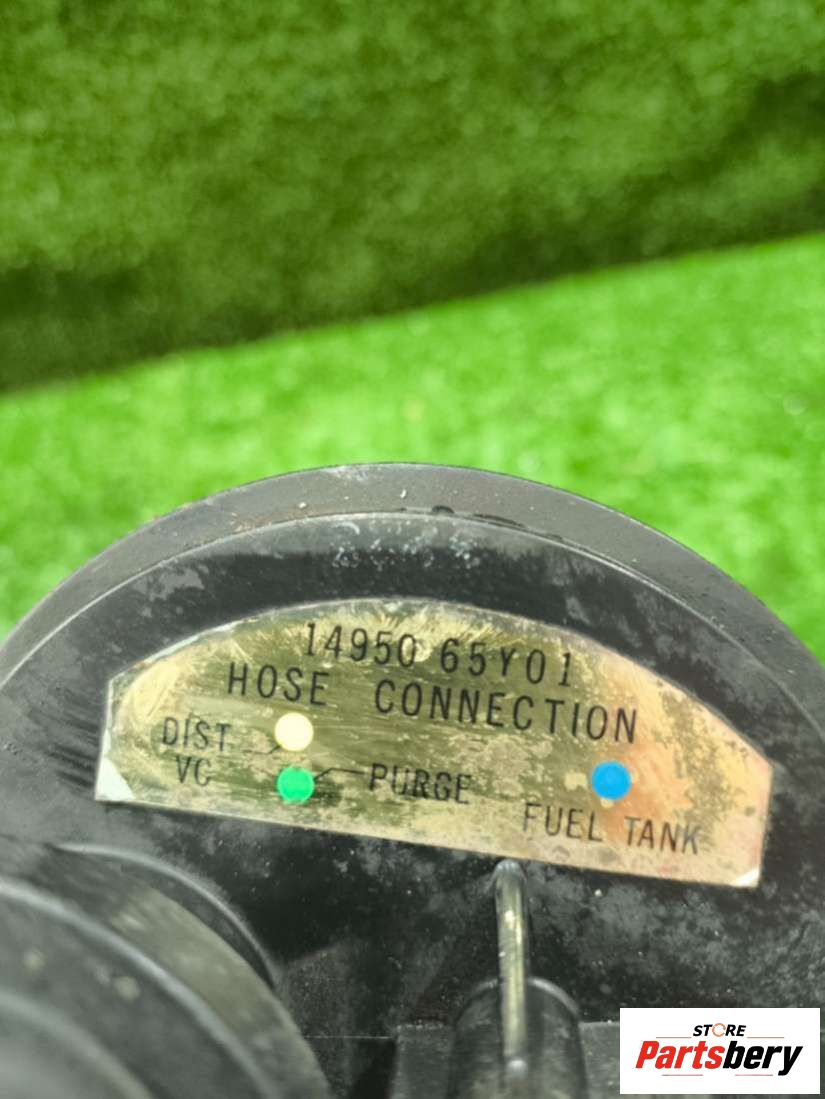 14950 65Y01
HOSE CONNECTION
DIST
VC
PURGE
FUEL TANK
STORE
Partsbery